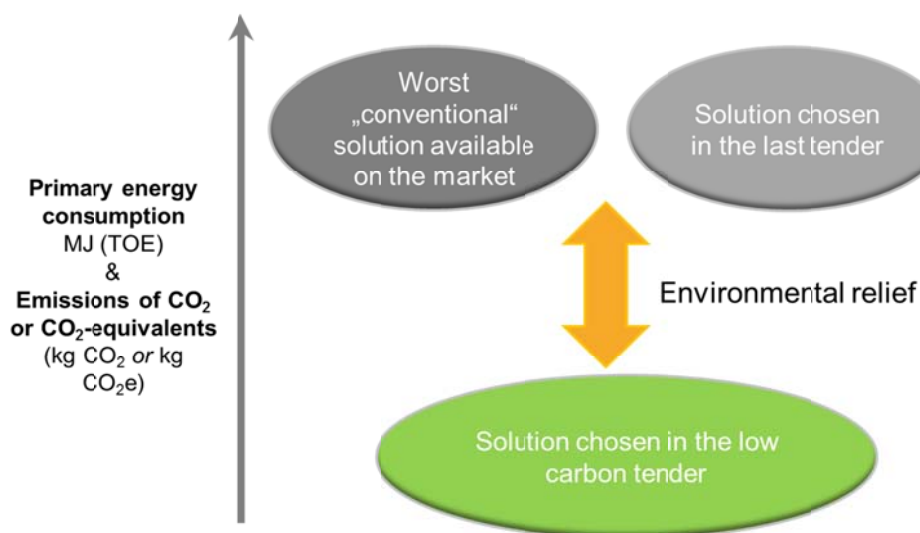 Worst
„conventional“
solution available
on the market
Solution chosen
in the last tender
Primary energy
consumption
MJ (TOE)
&
Emissions of CO₂
or CO₂-equivalents
(kg CO₂ or kg
CO₂e)
Environmental relief
Solution chosen in the low
carbon tender